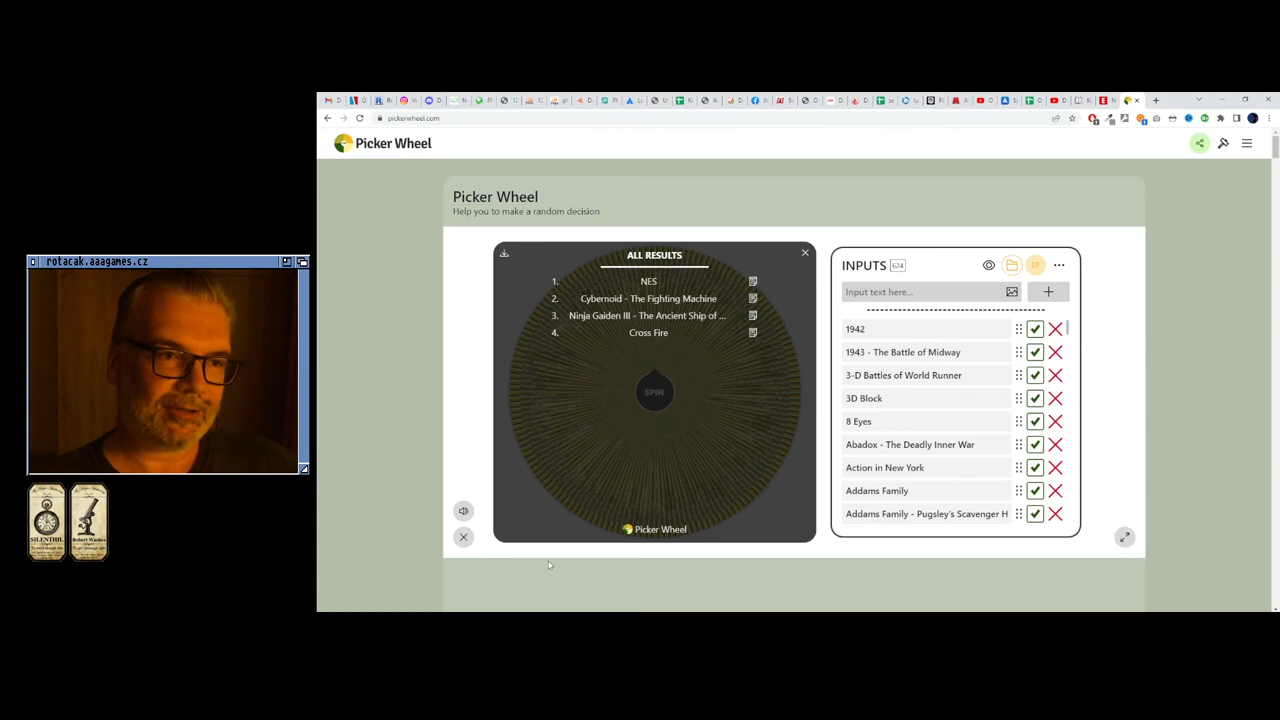 pickerwheel.com
Picker Wheel
Picker Wheel
Help you to make a random decision
rotacak.aaagames.cz
ALL RESULTS
1. NES
2. Cybernoid - The Fighting Machine
3. Ninja Gaiden III - The Ancient Ship of ...
4. Cross Fire
SPIN
Picker Wheel
INPUTS 624
Input text here...
1942
1943 - The Battle of Midway
3-D Battles of World Runner
3D Block
8 Eyes
Abadox - The Deadly Inner War
Action in New York
Addams Family
Addams Family - Pugsley's Scavenger H
SILENTHIL